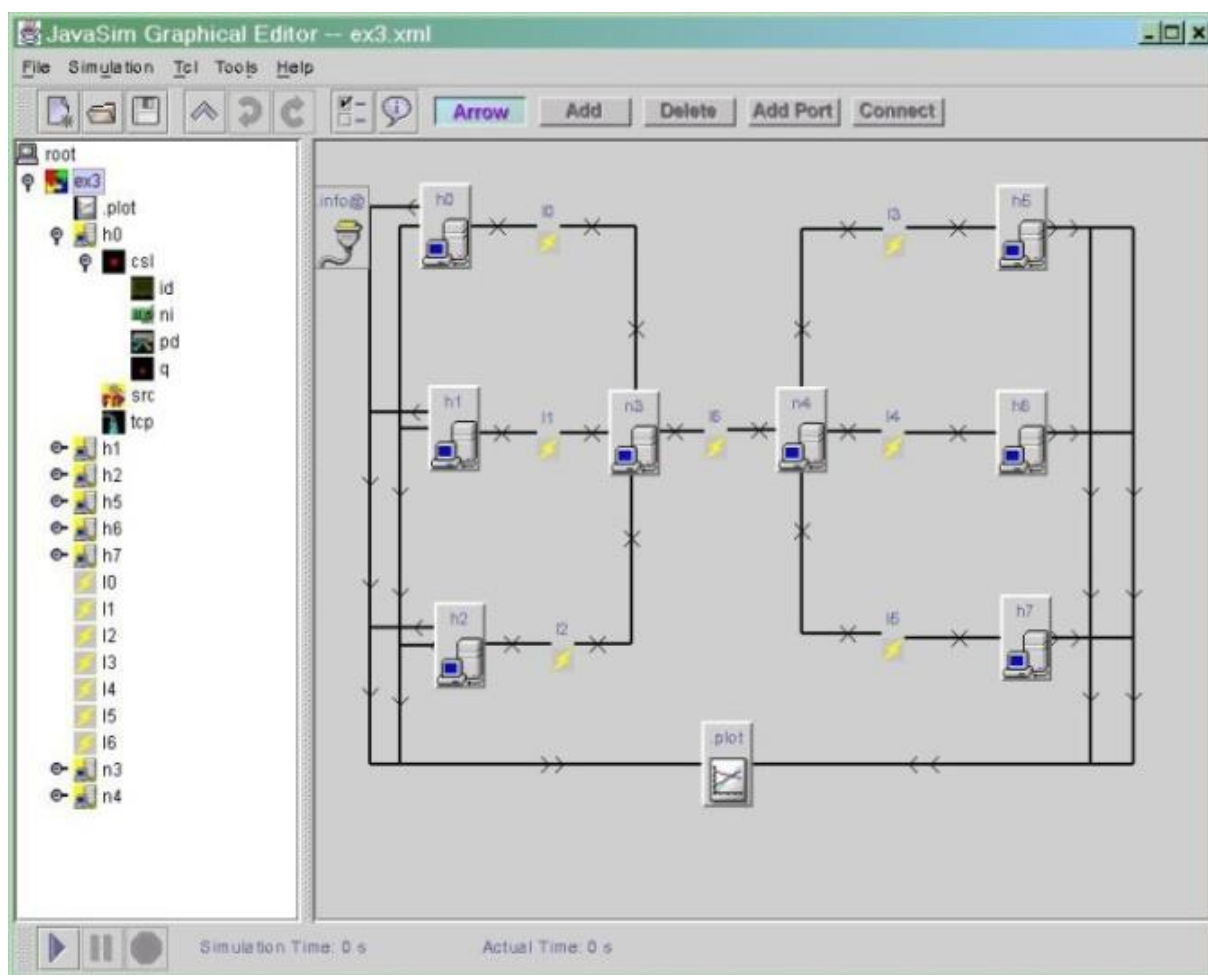 JavaSim Graphical Editor -- ex3.xml
File Simulation Tcl Tools Help
Arrow Add Delete Add Port Connect
root
ex3
.plot
h0
csl
id
ni
pd
q
src
tcp
h1
h2
h5
h6
h7
l0
l1
l2
l3
l4
l5
l6
n3
n4
.info@
h0
l0
l3
h5
h1
l1
n3
l6
n4
l4
h6
h2
l2
l5
h7
.plot
Simulation Time: 0 s Actual Time: 0 s